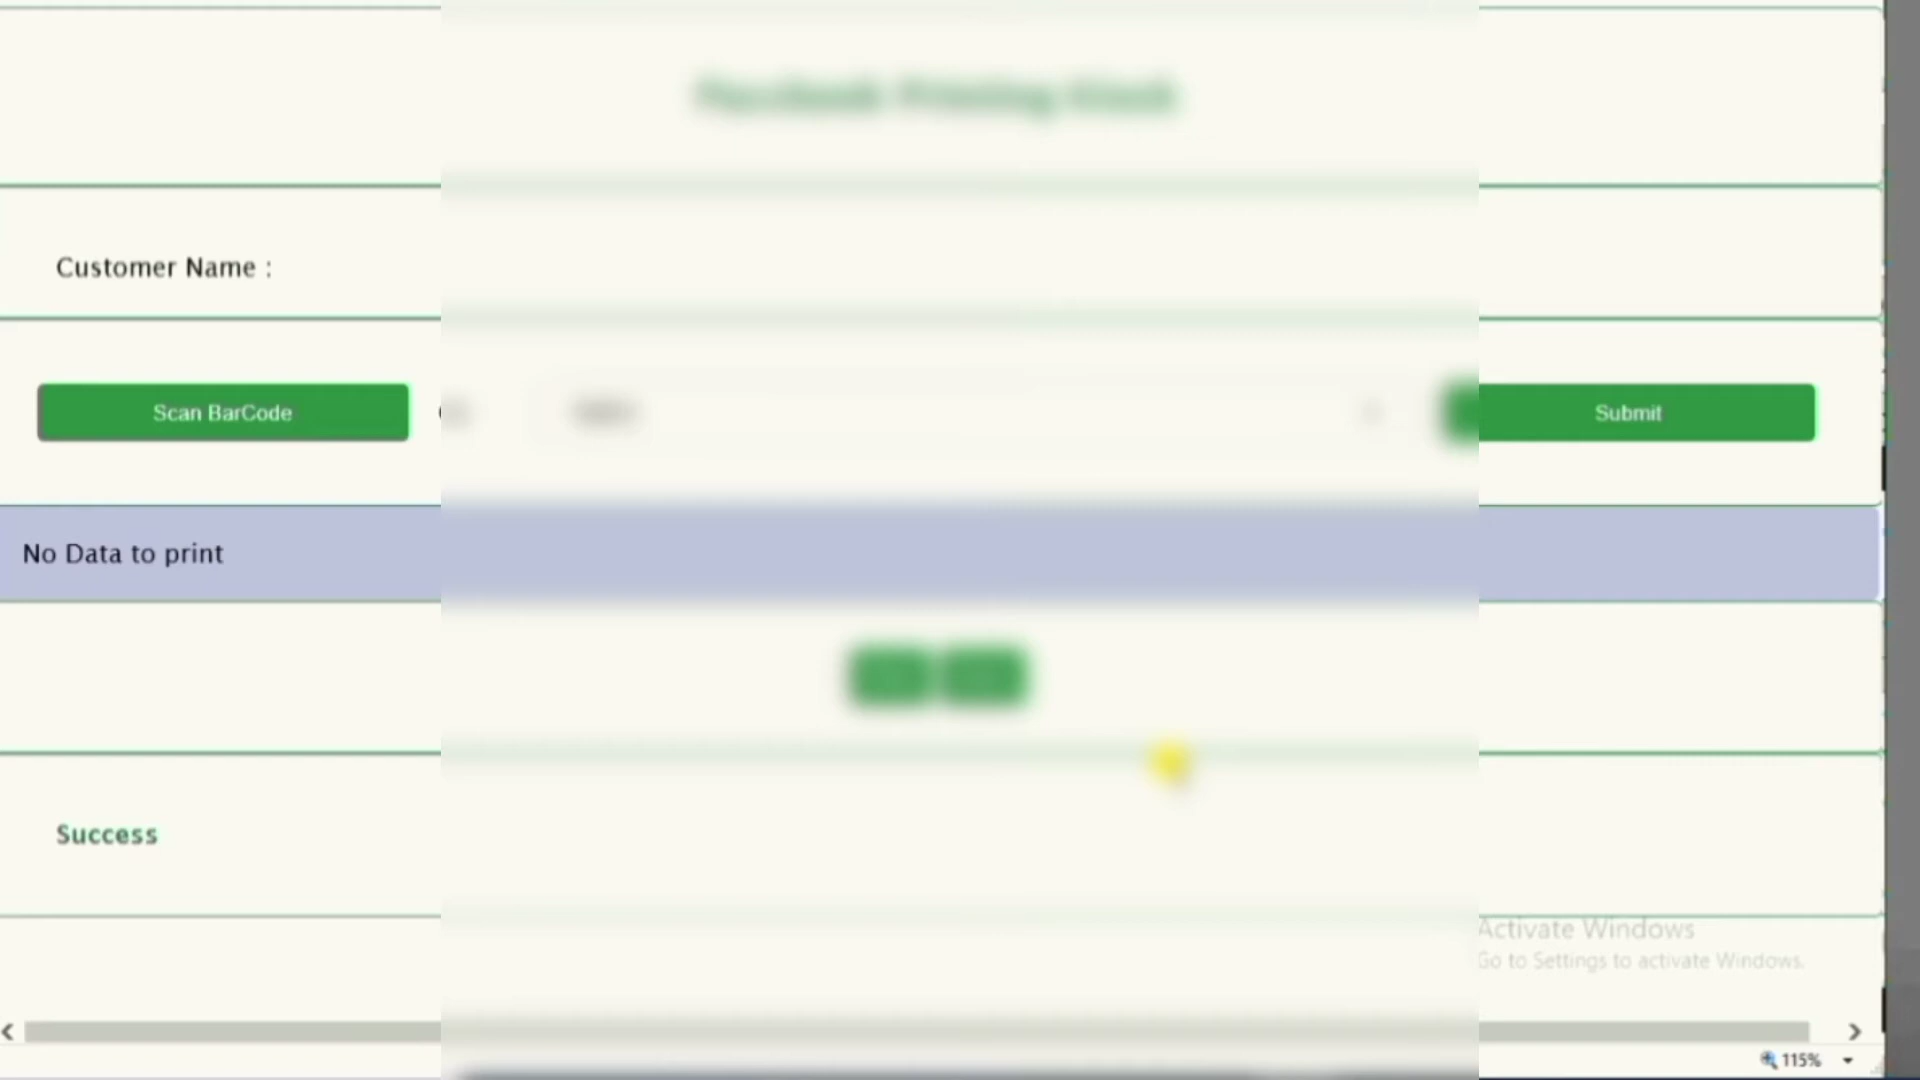 Customer Name :
Scan BarCode
Submit
No Data to print
Success
Activate Windows
Go to Settings to activate Windows.
115%